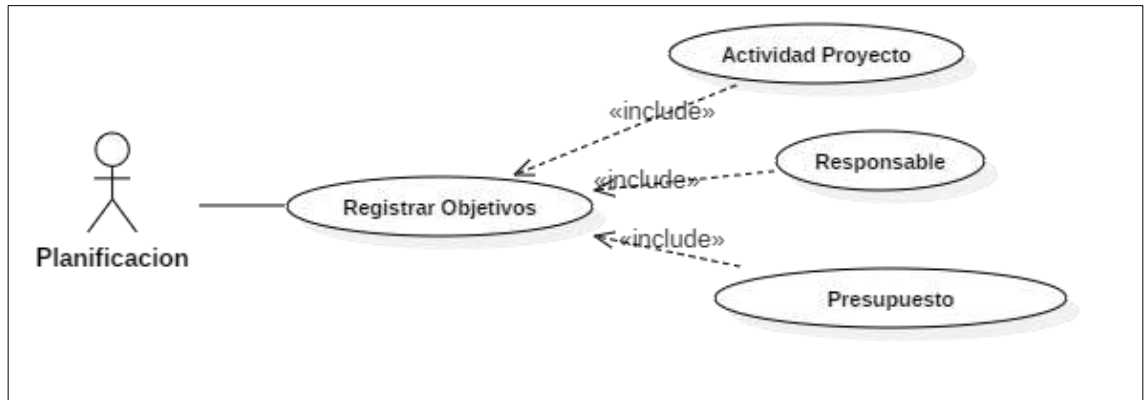 Actividad Proyecto
«include»
Responsable
«include»
Registrar Objetivos
«include»
Planificacion
Presupuesto